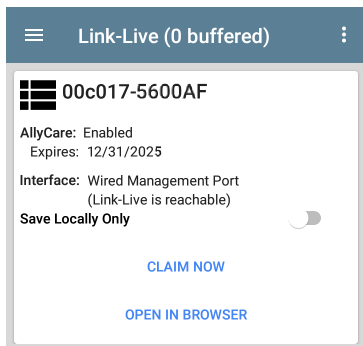 Link-Live (0 buffered)
00c017-5600AF
AllyCare: Enabled
Expires: 12/31/2025
Interface: Wired Management Port
(Link-Live is reachable)
Save Locally Only
CLAIM NOW
OPEN IN BROWSER